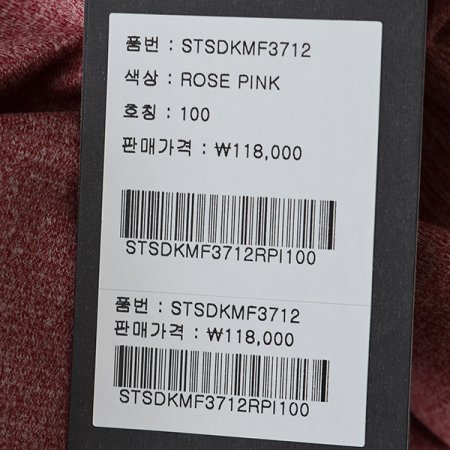 품번 : STSDKMF3712
색상 : ROSE PINK
호칭 : 100
판매가격 : ₩118,000
STSDKMF3712RPI100
품번 : STSDKMF3712
판매가격 : ₩118,000
STSDKMF3712RPI100